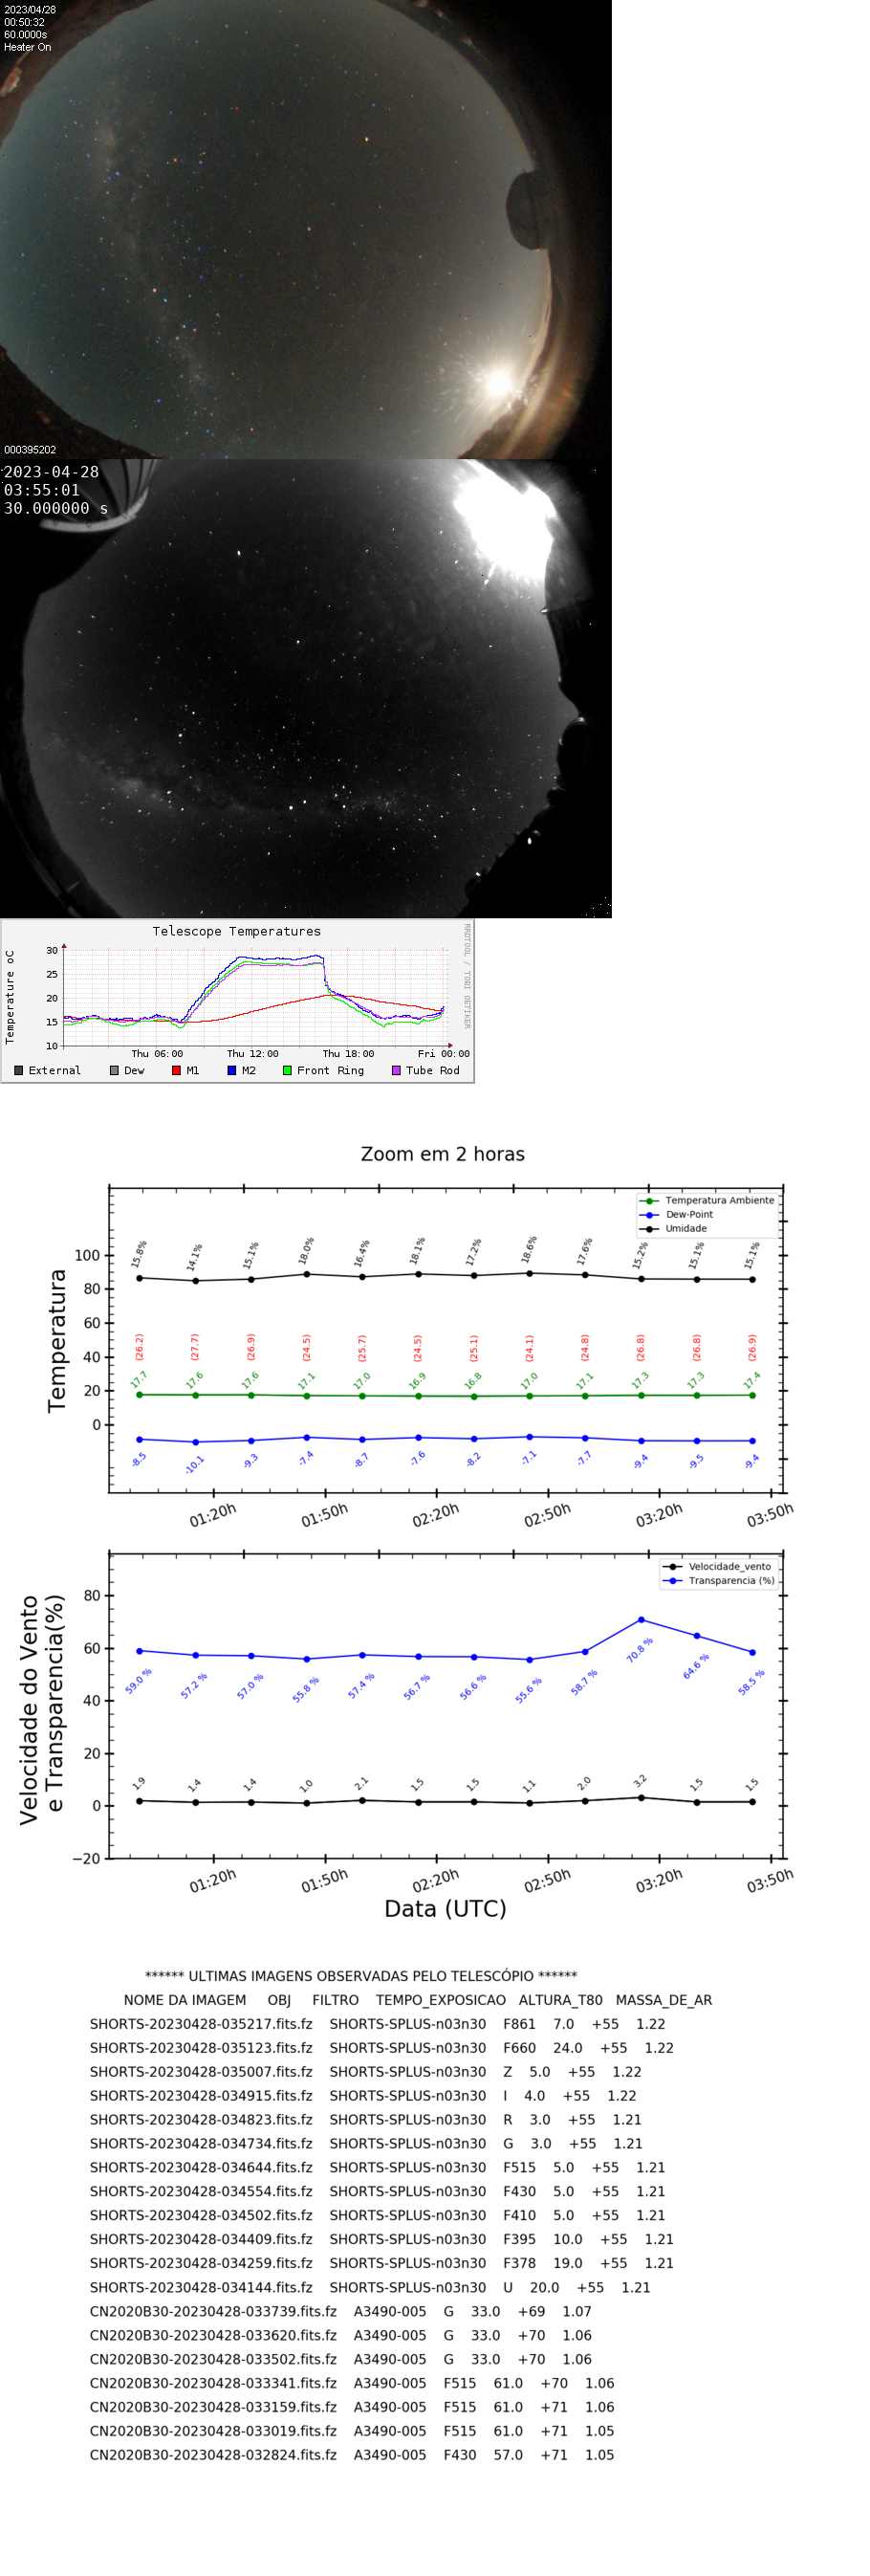 2023/04/28
00:50:32
60.0000s
Heater On
000395202
2023-04-28
03:55:01
30.000000 s
Telescope Temperatures
RRDTOOL / TOBI OETIKER
Temperature oC
30
25
20
15
10
Thu 06:00 Thu 12:00 Thu 18:00 Fri 00:00
External Dew M1 M2 Front Ring Tube Rod
Zoom em 2 horas
Temperatura Ambiente
Dew-Point
Umidade
Temperatura
100
80
60
40
20
0
15.8% 14.1% 15.1% 18.0% 16.4% 18.1% 17.2% 18.6% 17.6% 15.2% 15.1% 15.1%
(26.2) (27.7) (26.9) (24.5) (25.7) (24.5) (25.1) (24.1) (24.8) (26.8) (26.8) (26.9)
17.7 17.6 17.6 17.1 17.0 16.9 16.8 17.0 17.1 17.3 17.3 17.4
-8.5 -10.1 -9.3 -7.4 -8.7 -7.6 -8.2 -7.1 -7.7 -9.4 -9.5 -9.4
01:20h 01:50h 02:20h 02:50h 03:20h 03:50h
Velocidade_vento
Transparencia (%)
Velocidade do Vento
e Transparencia(%)
80
60
40
20
0
−20
59.0 % 57.2 % 57.0 % 55.8 % 57.4 % 56.7 % 56.6 % 55.6 % 58.7 % 70.8 % 64.6 % 58.5 %
1.9 1.4 1.4 1.0 2.1 1.5 1.5 1.1 2.0 3.2 1.5 1.5
01:20h 01:50h 02:20h 02:50h 03:20h 03:50h
Data (UTC)
****** ULTIMAS IMAGENS OBSERVADAS PELO TELESCÓPIO ******
NOME DA IMAGEM OBJ FILTRO TEMPO_EXPOSICAO ALTURA_T80 MASSA_DE_AR
SHORTS-20230428-035217.fits.fz SHORTS-SPLUS-n03n30 F861 7.0 +55 1.22
SHORTS-20230428-035123.fits.fz SHORTS-SPLUS-n03n30 F660 24.0 +55 1.22
SHORTS-20230428-035007.fits.fz SHORTS-SPLUS-n03n30 Z 5.0 +55 1.22
SHORTS-20230428-034915.fits.fz SHORTS-SPLUS-n03n30 I 4.0 +55 1.22
SHORTS-20230428-034823.fits.fz SHORTS-SPLUS-n03n30 R 3.0 +55 1.21
SHORTS-20230428-034734.fits.fz SHORTS-SPLUS-n03n30 G 3.0 +55 1.21
SHORTS-20230428-034644.fits.fz SHORTS-SPLUS-n03n30 F515 5.0 +55 1.21
SHORTS-20230428-034554.fits.fz SHORTS-SPLUS-n03n30 F430 5.0 +55 1.21
SHORTS-20230428-034502.fits.fz SHORTS-SPLUS-n03n30 F410 5.0 +55 1.21
SHORTS-20230428-034409.fits.fz SHORTS-SPLUS-n03n30 F395 10.0 +55 1.21
SHORTS-20230428-034259.fits.fz SHORTS-SPLUS-n03n30 F378 19.0 +55 1.21
SHORTS-20230428-034144.fits.fz SHORTS-SPLUS-n03n30 U 20.0 +55 1.21
CN2020B30-20230428-033739.fits.fz A3490-005 G 33.0 +69 1.07
CN2020B30-20230428-033620.fits.fz A3490-005 G 33.0 +70 1.06
CN2020B30-20230428-033502.fits.fz A3490-005 G 33.0 +70 1.06
CN2020B30-20230428-033341.fits.fz A3490-005 F515 61.0 +70 1.06
CN2020B30-20230428-033159.fits.fz A3490-005 F515 61.0 +71 1.06
CN2020B30-20230428-033019.fits.fz A3490-005 F515 61.0 +71 1.05
CN2020B30-20230428-032824.fits.fz A3490-005 F430 57.0 +71 1.05